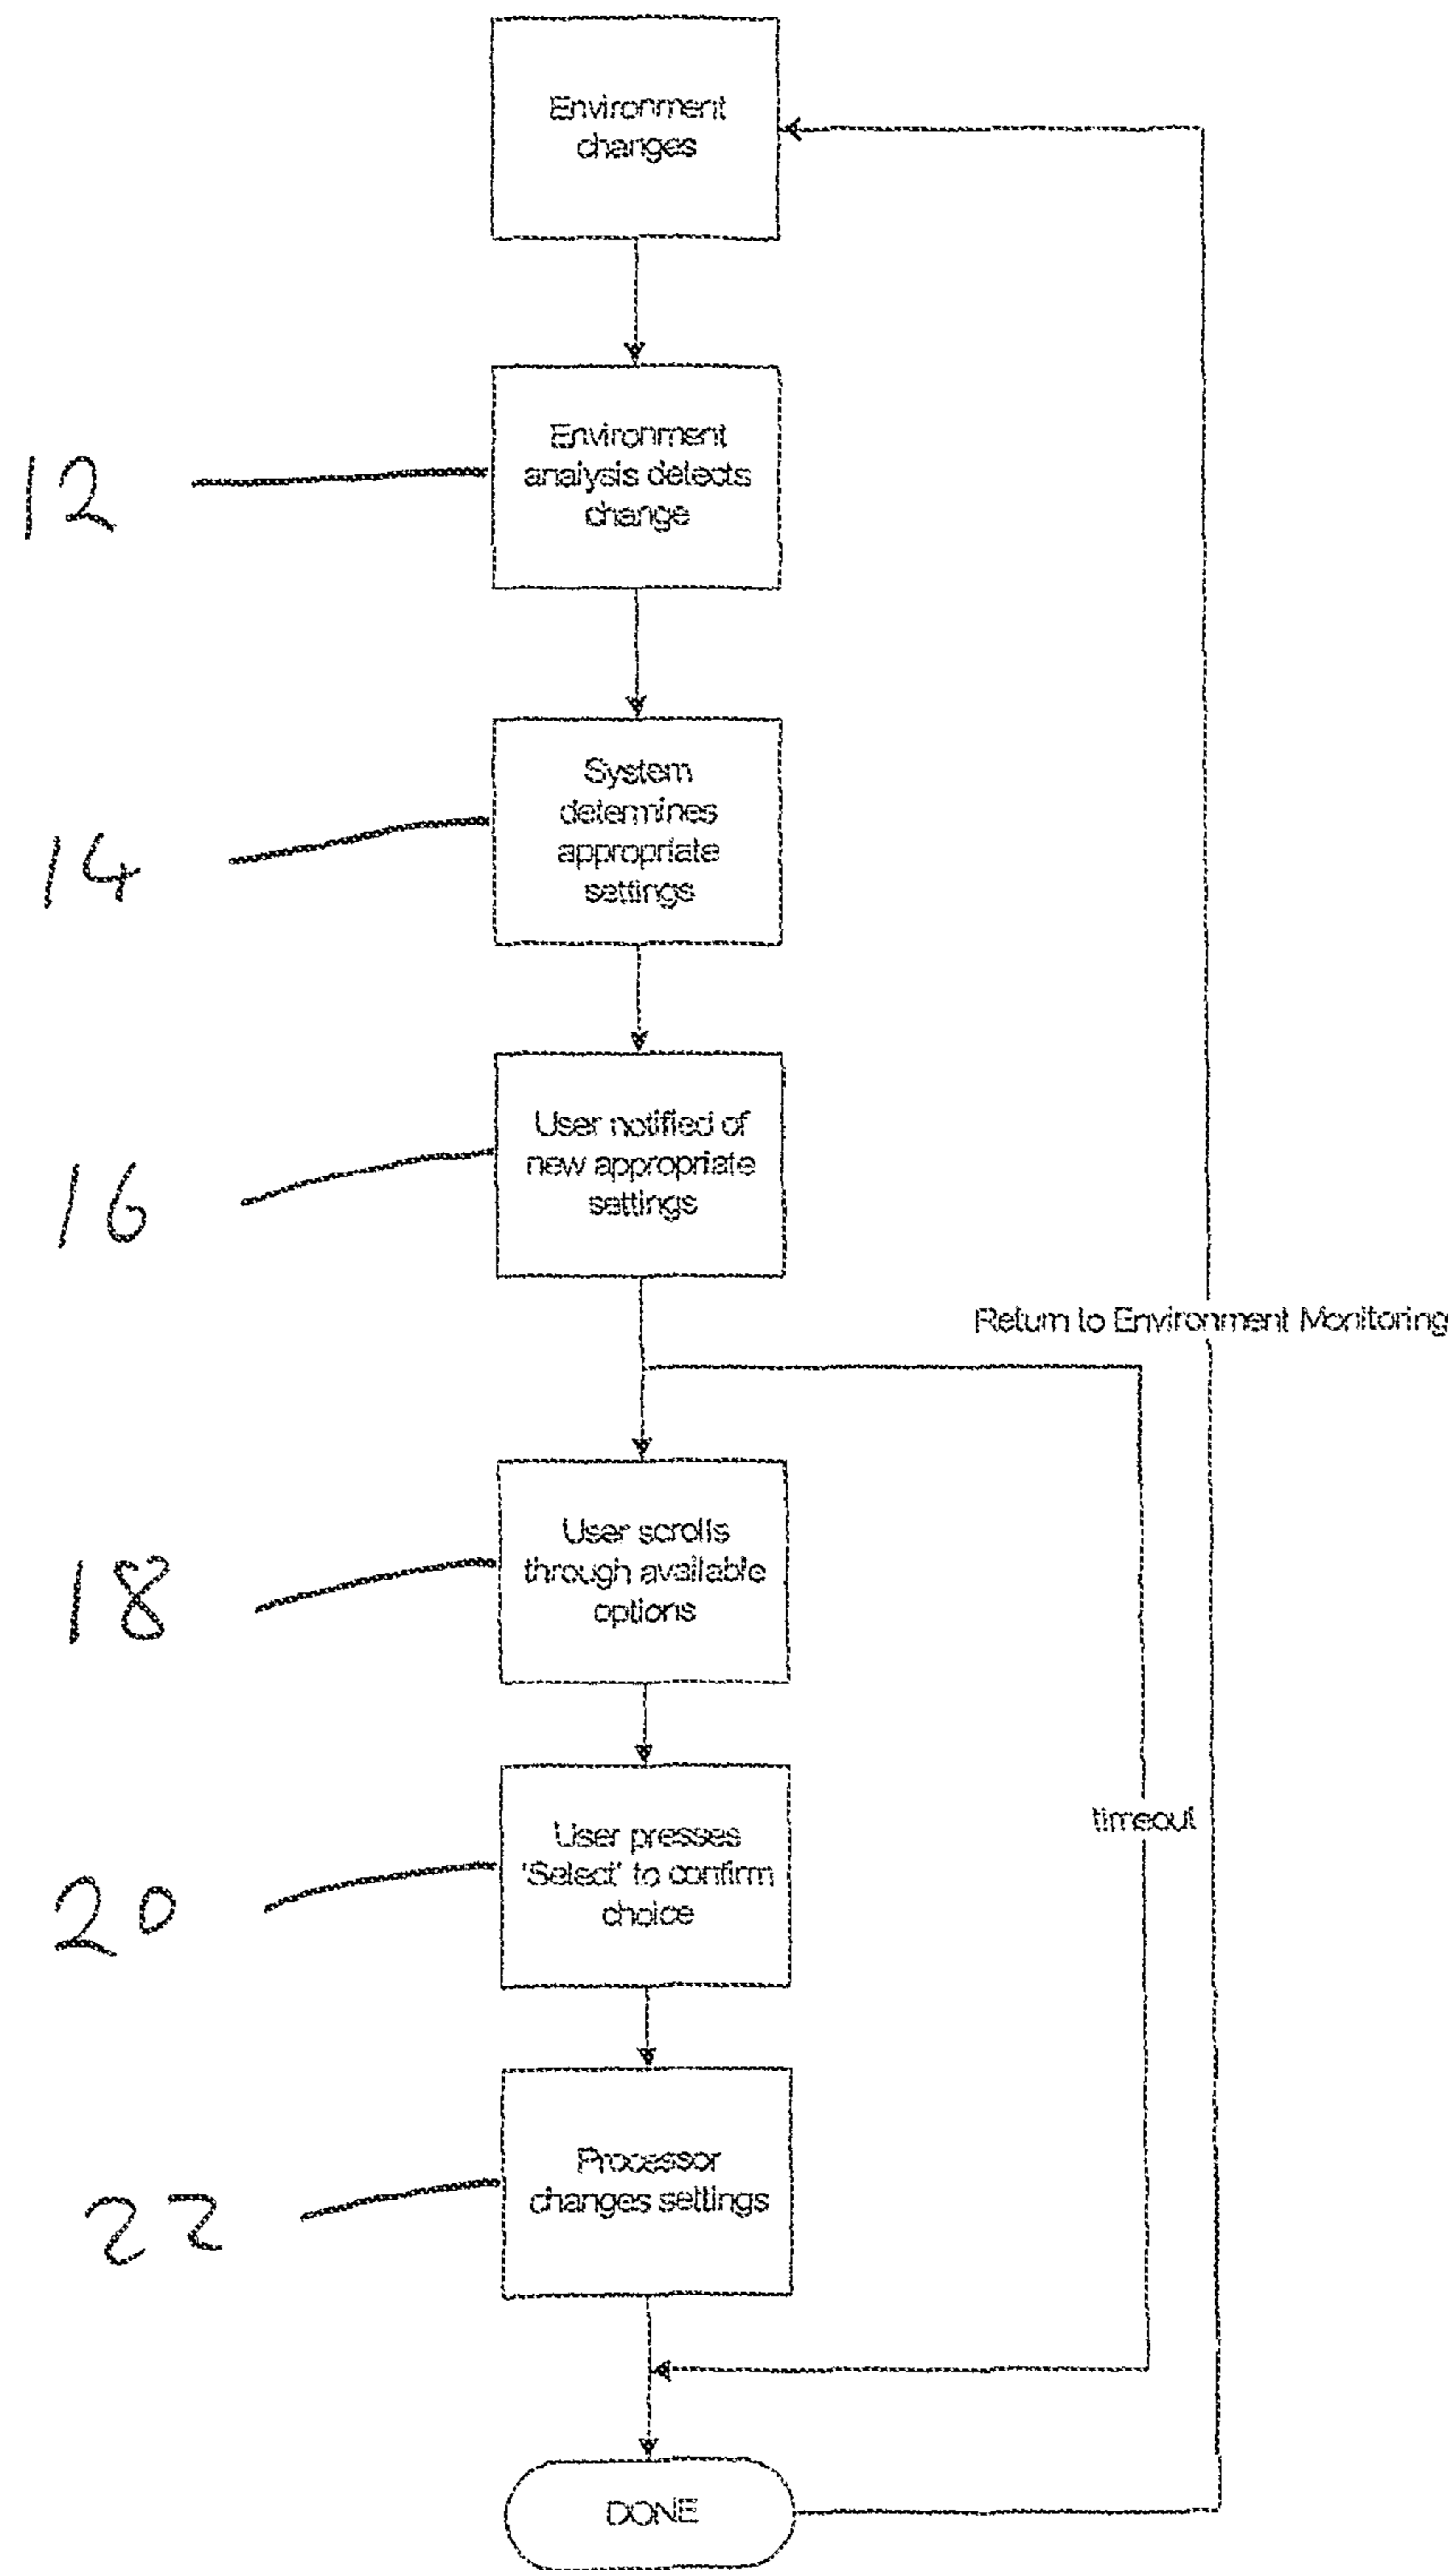 Environment
changes
12
Environment
analysis detects
change
14
System
determines
appropriate
settings
16
User notified of
new appropriate
settings
Return to Environment Monitoring
18
User scrolls
through available
options
timeout
20
User presses
'Select' to confirm
choice
22
Processor
changes settings
DONE